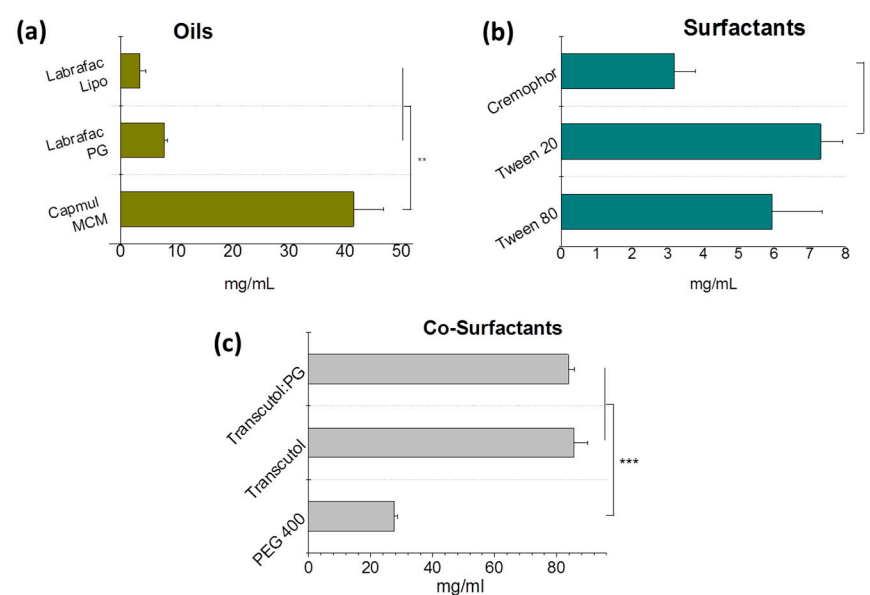 (a)
Oils
Labrafac
Lipo
Labrafac
PG
Capmul
MCM
0 10 20 30 40 50
mg/mL
**
(b)
Surfactants
Cremophor
Tween 20
Tween 80
0 1 2 3 4 5 6 7 8
mg/mL
(c)
Co-Surfactants
Transcutol:PG
Transcutol
PEG 400
0 20 40 60 80
mg/ml
***